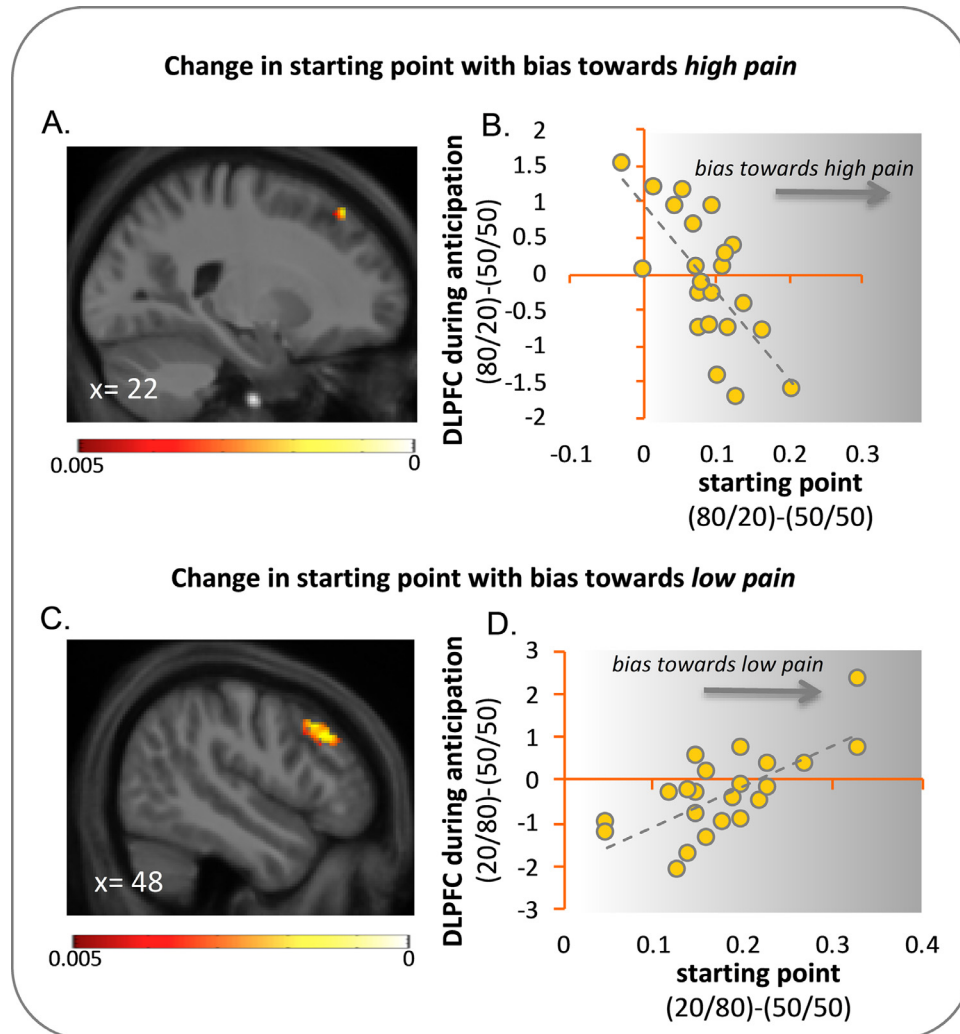 Change in starting point with bias towards high pain
A.
x= 22
0.005
0
B.
DLPFC during anticipation
(80/20)-(50/50)
2
1.5
1
0.5
0
-0.5
-1
-1.5
-2
bias towards high pain
-0.1
0
0.1
0.2
0.3
starting point
(80/20)-(50/50)
Change in starting point with bias towards low pain
C.
x= 48
0.005
0
D.
DLPFC during anticipation
(20/80)-(50/50)
3
2
1
0
-1
-2
-3
bias towards low pain
0
0.1
0.2
0.3
0.4
starting point
(20/80)-(50/50)